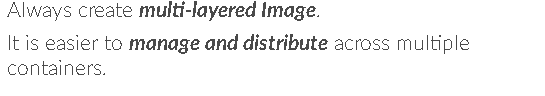 Always create multi-layered Image.
It is easier to manage and distribute across multiple
containers.